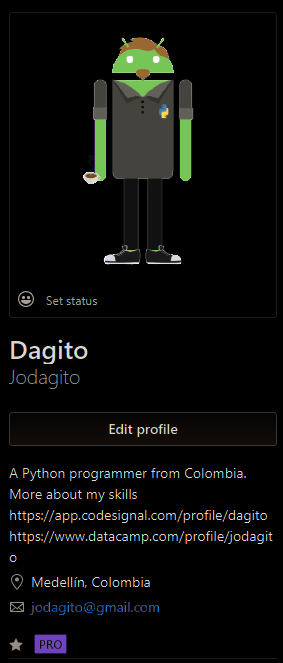 Set status
Dagito
Jodagito
Edit profile
A Python programmer from Colombia.
More about my skills
https://app.codesignal.com/profile/dagito
https://www.datacamp.com/profile/jodagit
o
Medellín, Colombia
jodagito@gmail.com
PRO